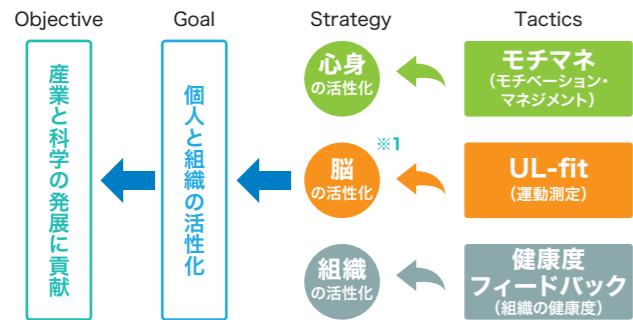 Objective
Goal
Strategy
Tactics
産業と科学の発展に貢献
個人と組織の活性化
心身
の活性化
モチマネ
（モチベーション・
マネジメント）
※1
脳
の活性化
UL-fit
（運動測定）
組織
の活性化
健康度
フィードバック
（組織の健康度）